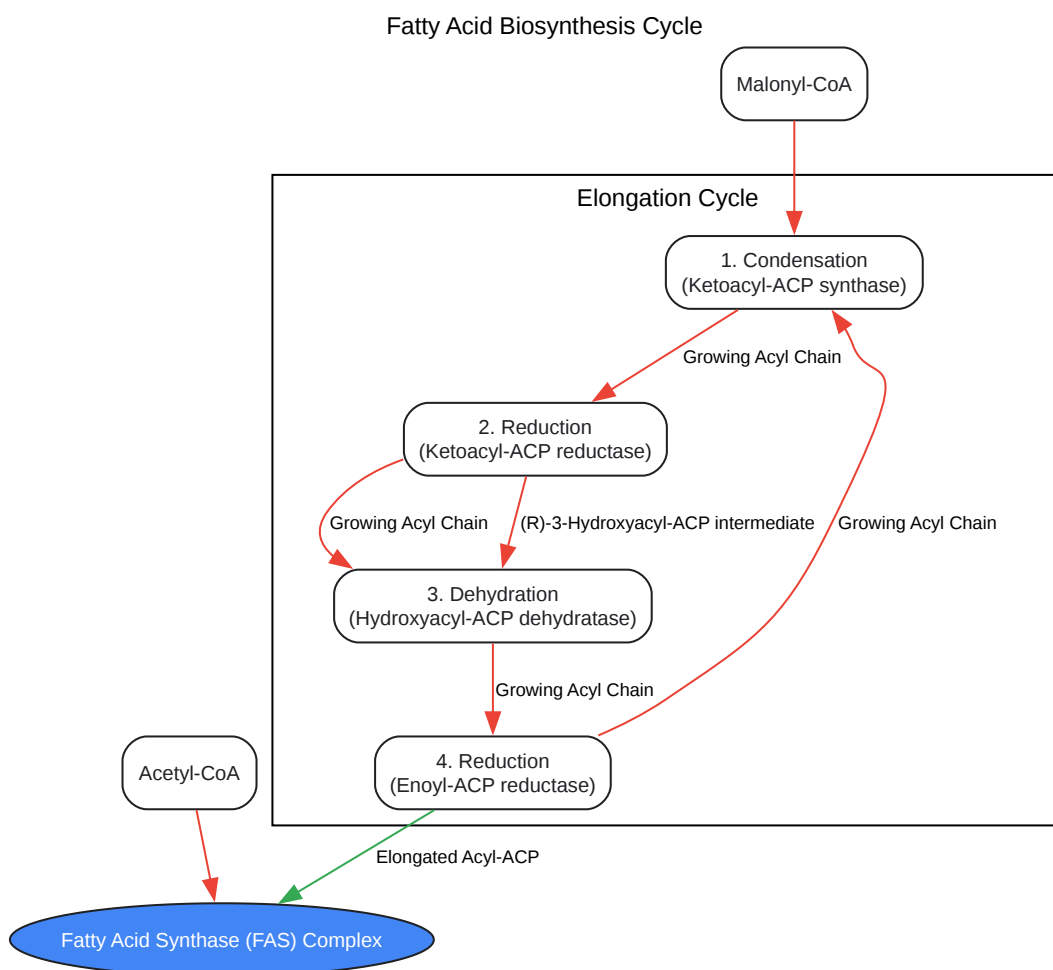 Fatty Acid Biosynthesis Cycle
Malonyl-CoA
Elongation Cycle
1. Condensation
(Ketoacyl-ACP synthase)
Growing Acyl Chain
2. Reduction
(Ketoacyl-ACP reductase)
Growing Acyl Chain
(R)-3-Hydroxyacyl-ACP intermediate
Growing Acyl Chain
3. Dehydration
(Hydroxyacyl-ACP dehydratase)
Growing Acyl Chain
4. Reduction
(Enoyl-ACP reductase)
Acetyl-CoA
Elongated Acyl-ACP
Fatty Acid Synthase (FAS) Complex